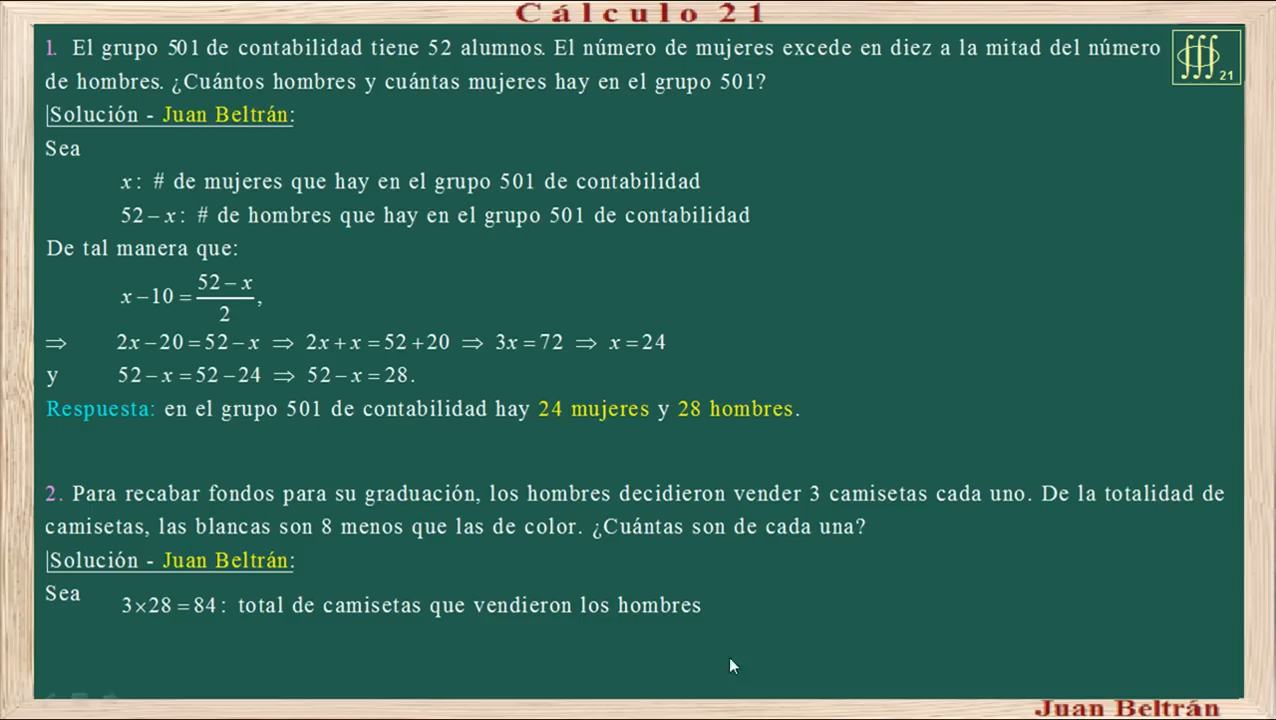 Cálculo 21
1. El grupo 501 de contabilidad tiene 52 alumnos. El número de mujeres excede en diez a la mitad del número
de hombres. ¿Cuántos hombres y cuántas mujeres hay en el grupo 501?
∫∫∫ 21
Solución - Juan Beltrán:
Sea
x: # de mujeres que hay en el grupo 501 de contabilidad
52 – x: # de hombres que hay en el grupo 501 de contabilidad
De tal manera que:
x – 10 = (52 – x)/2,
⇒ 2x – 20 = 52 – x ⇒ 2x + x = 52 + 20 ⇒ 3x = 72 ⇒ x = 24
y 52 – x = 52 – 24 ⇒ 52 – x = 28.
Respuesta: en el grupo 501 de contabilidad hay 24 mujeres y 28 hombres.
2. Para recabar fondos para su graduación, los hombres decidieron vender 3 camisetas cada uno. De la totalidad de
camisetas, las blancas son 8 menos que las de color. ¿Cuántas son de cada una?
Solución - Juan Beltrán:
Sea
3×28 = 84: total de camisetas que vendieron los hombres
Juan Beltrán